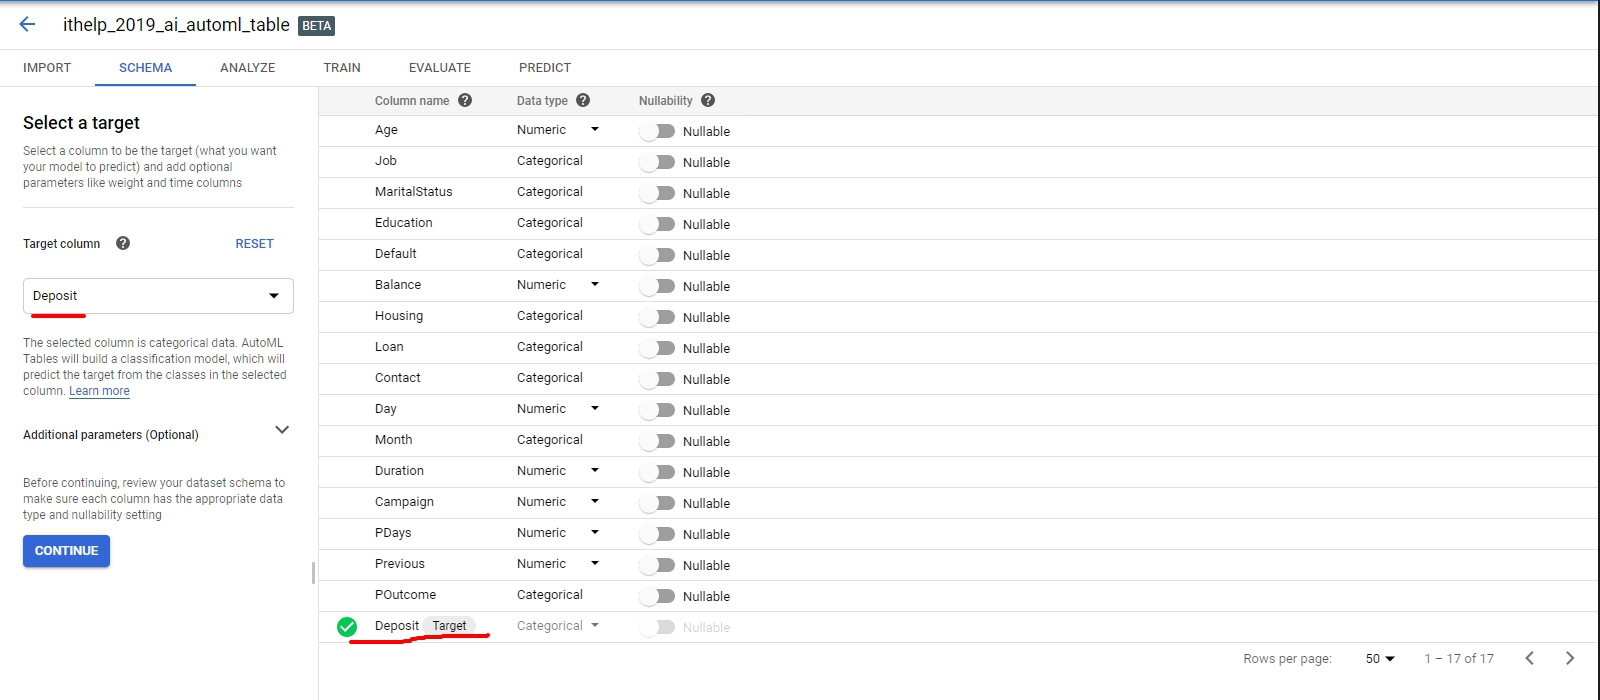 ithelp_2019_ai_automl_table BETA
IMPORT SCHEMA ANALYZE TRAIN EVALUATE PREDICT
Select a target
Select a column to be the target (what you want
your model to predict) and add optional
parameters like weight and time columns
Target column ? RESET
Deposit
The selected column is categorical data. AutoML
Tables will build a classification model, which will
predict the target from the classes in the selected
column. Learn more
Additional parameters (Optional)
Before continuing, review your dataset schema to
make sure each column has the appropriate data
type and nullability setting
CONTINUE
Column name ? Data type ? Nullability ?
Age Numeric Nullable
Job Categorical Nullable
MaritalStatus Categorical Nullable
Education Categorical Nullable
Default Categorical Nullable
Balance Numeric Nullable
Housing Categorical Nullable
Loan Categorical Nullable
Contact Categorical Nullable
Day Numeric Nullable
Month Categorical Nullable
Duration Numeric Nullable
Campaign Numeric Nullable
PDays Numeric Nullable
Previous Numeric Nullable
POutcome Categorical Nullable
Deposit Target Categorical Nullable
Rows per page: 50 1 – 17 of 17